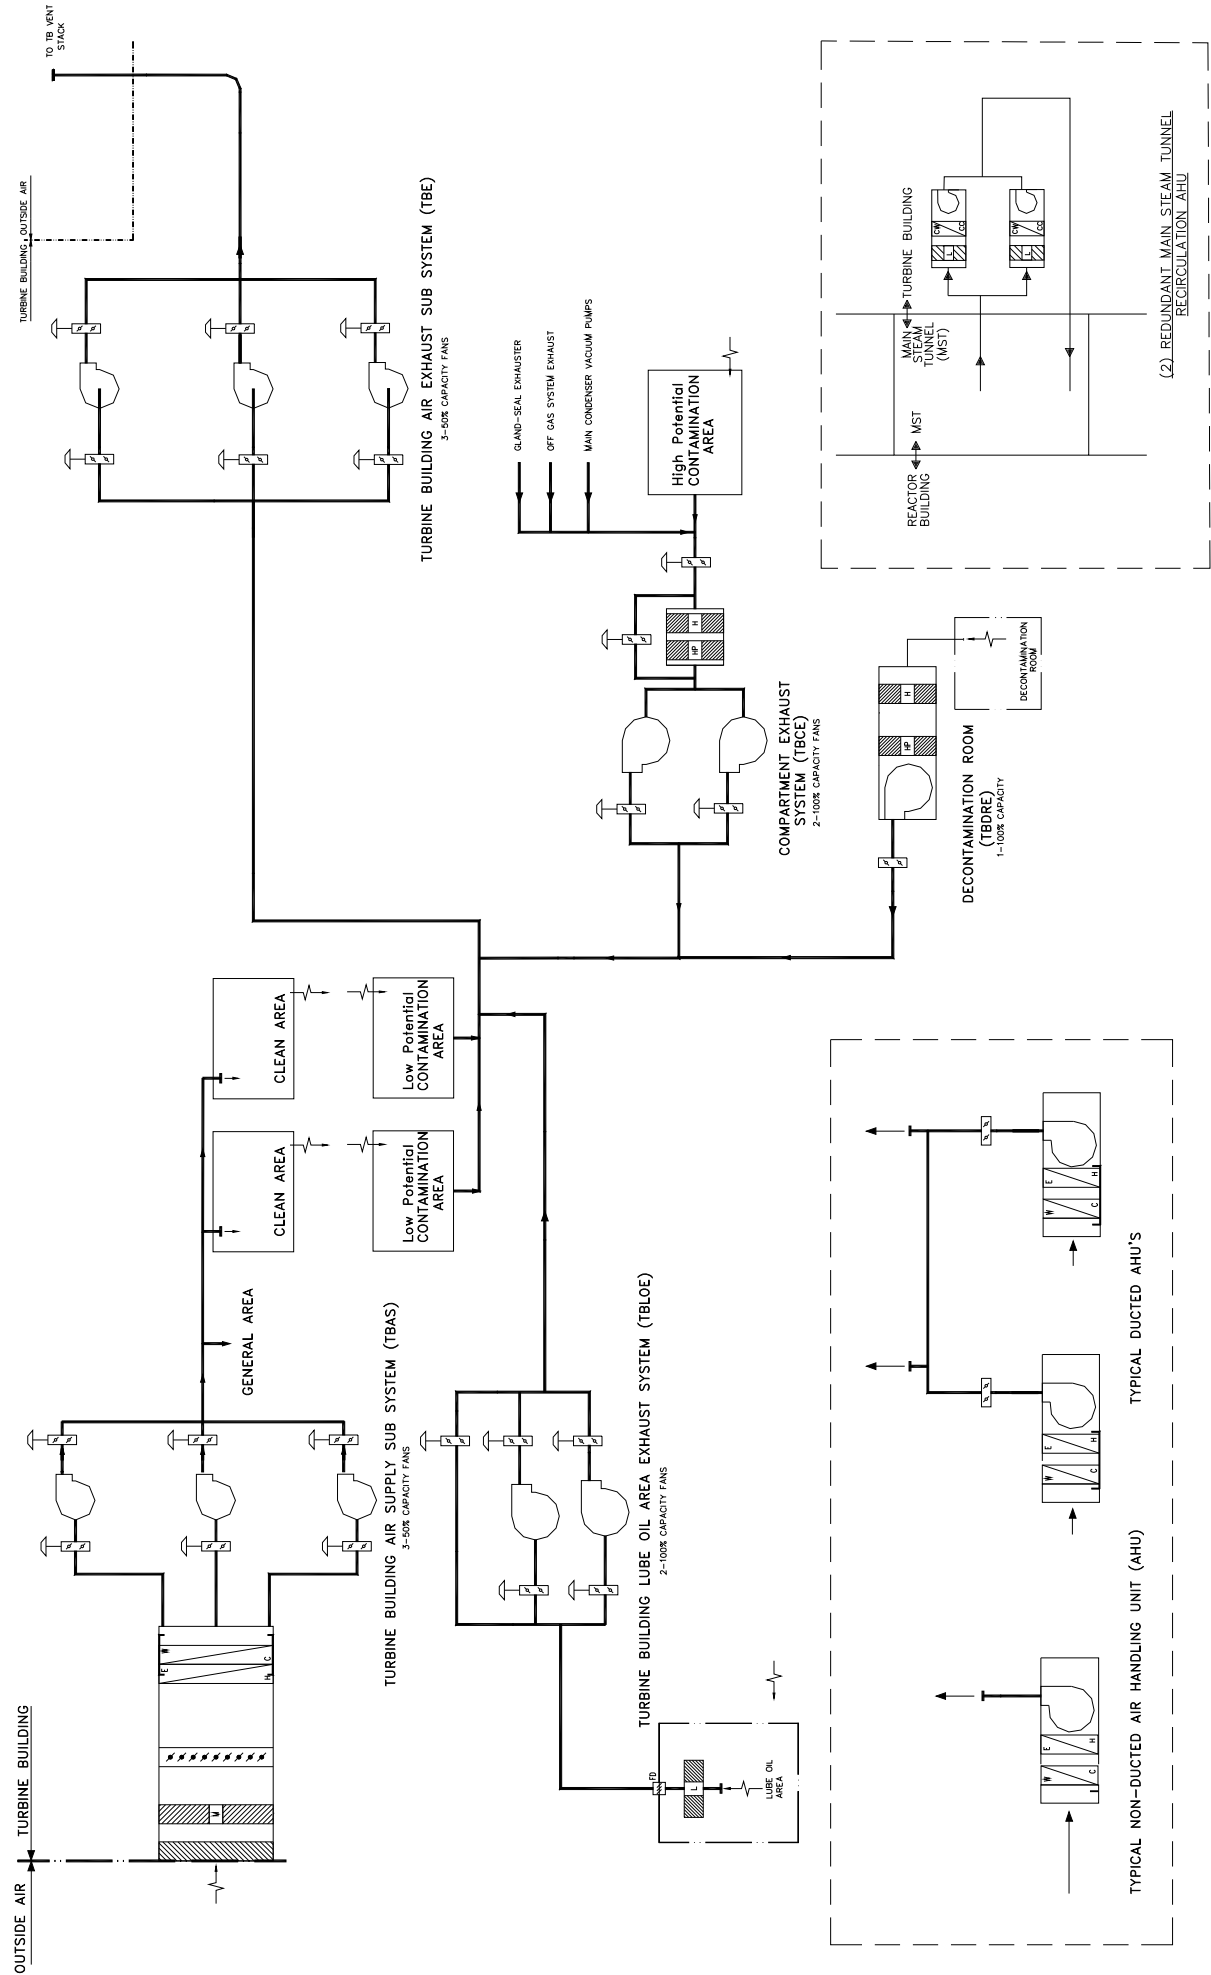 TO TB VENT
STACK
TURBINE BUILDING
OUTSIDE AIR
TURBINE BUILDING AIR EXHAUST SUB SYSTEM (TBE)
3-50% CAPACITY FANS
GLAND-SEAL EXHAUSTER
OFF GAS SYSTEM EXHAUST
MAIN CONDENSER VACUUM PUMPS
High Potential
CONTAMINATION
AREA
H
HP
COMPARTMENT EXHAUST
SYSTEM (TBCE)
2-100% CAPACITY FANS
H
HP
DECONTAMINATION
ROOM
DECONTAMINATION ROOM
(TBDRE)
1-100% CAPACITY
REACTOR
BUILDING
MST
MAIN
STEAM
TUNNEL
(MST)
TURBINE BUILDING
L
CW
CC
L
CW
CC
(2) REDUNDANT MAIN STEAM TUNNEL
RECIRCULATION AHU
OUTSIDE AIR
TURBINE BUILDING
M
E
H
W
C
TURBINE BUILDING AIR SUPPLY SUB SYSTEM (TBAS)
3-50% CAPACITY FANS
GENERAL AREA
CLEAN AREA
CLEAN AREA
Low Potential
CONTAMINATION
AREA
Low Potential
CONTAMINATION
AREA
TURBINE BUILDING LUBE OIL AREA EXHAUST SYSTEM (TBLOE)
2-100% CAPACITY FANS
FD
L
LUBE OIL
AREA
W
C
E
H
TYPICAL NON-DUCTED AIR HANDLING UNIT (AHU)
W
C
E
H
W
C
E
H
TYPICAL DUCTED AHU'S